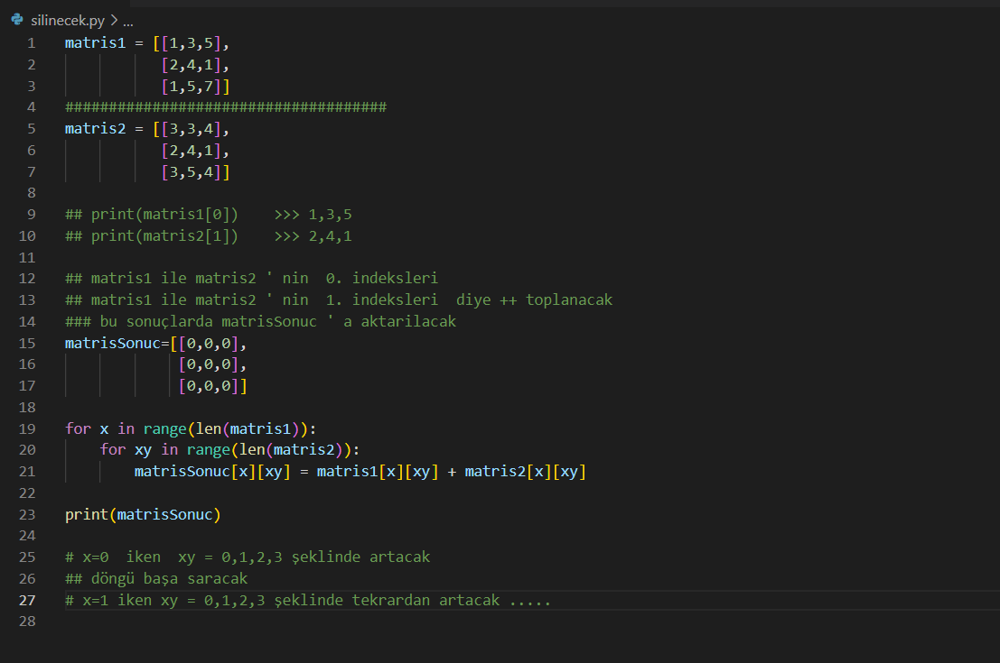 silinecek.py > ...
1 matris1 = [[1,3,5],
2            [2,4,1],
3            [1,5,7]]
4 #####################################
5 matris2 = [[3,3,4],
6            [2,4,1],
7            [3,5,4]]
8
9 ## print(matris1[0])    >>> 1,3,5
10 ## print(matris2[1])    >>> 2,4,1
11
12 ## matris1 ile matris2 ' nin  0. indeksleri
13 ## matris1 ile matris2 ' nin  1. indeksleri  diye ++ toplanacak
14 ### bu sonuçlarda matrisSonuc ' a aktarilacak
15 matrisSonuc=[[0,0,0],
16              [0,0,0],
17              [0,0,0]]
18
19 for x in range(len(matris1)):
20     for xy in range(len(matris2)):
21         matrisSonuc[x][xy] = matris1[x][xy] + matris2[x][xy]
22
23 print(matrisSonuc)
24
25 # x=0  iken  xy = 0,1,2,3 şeklinde artacak
26 ## döngü başa saracak
27 # x=1 iken xy = 0,1,2,3 şeklinde tekrardan artacak .....
28